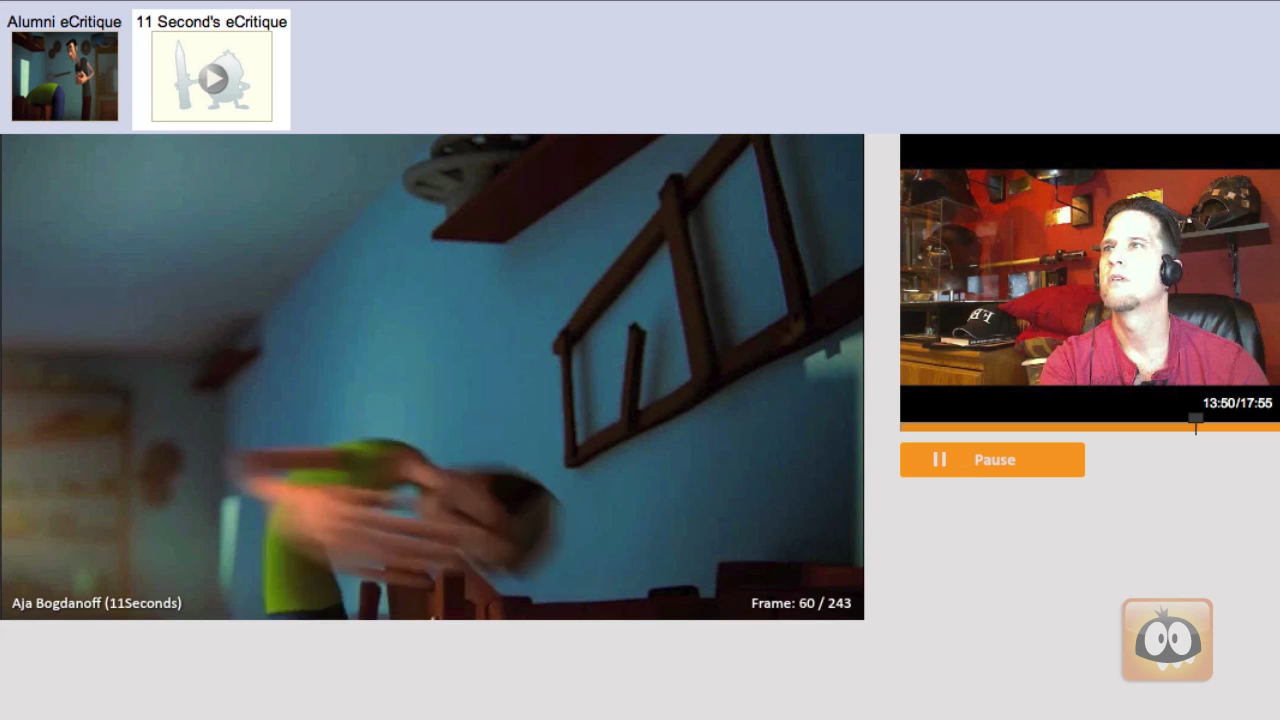 Alumni eCritique
11 Second's eCritique
13:50/17:55
Pause
Aja Bogdanoff (11Seconds)
Frame: 60 / 243